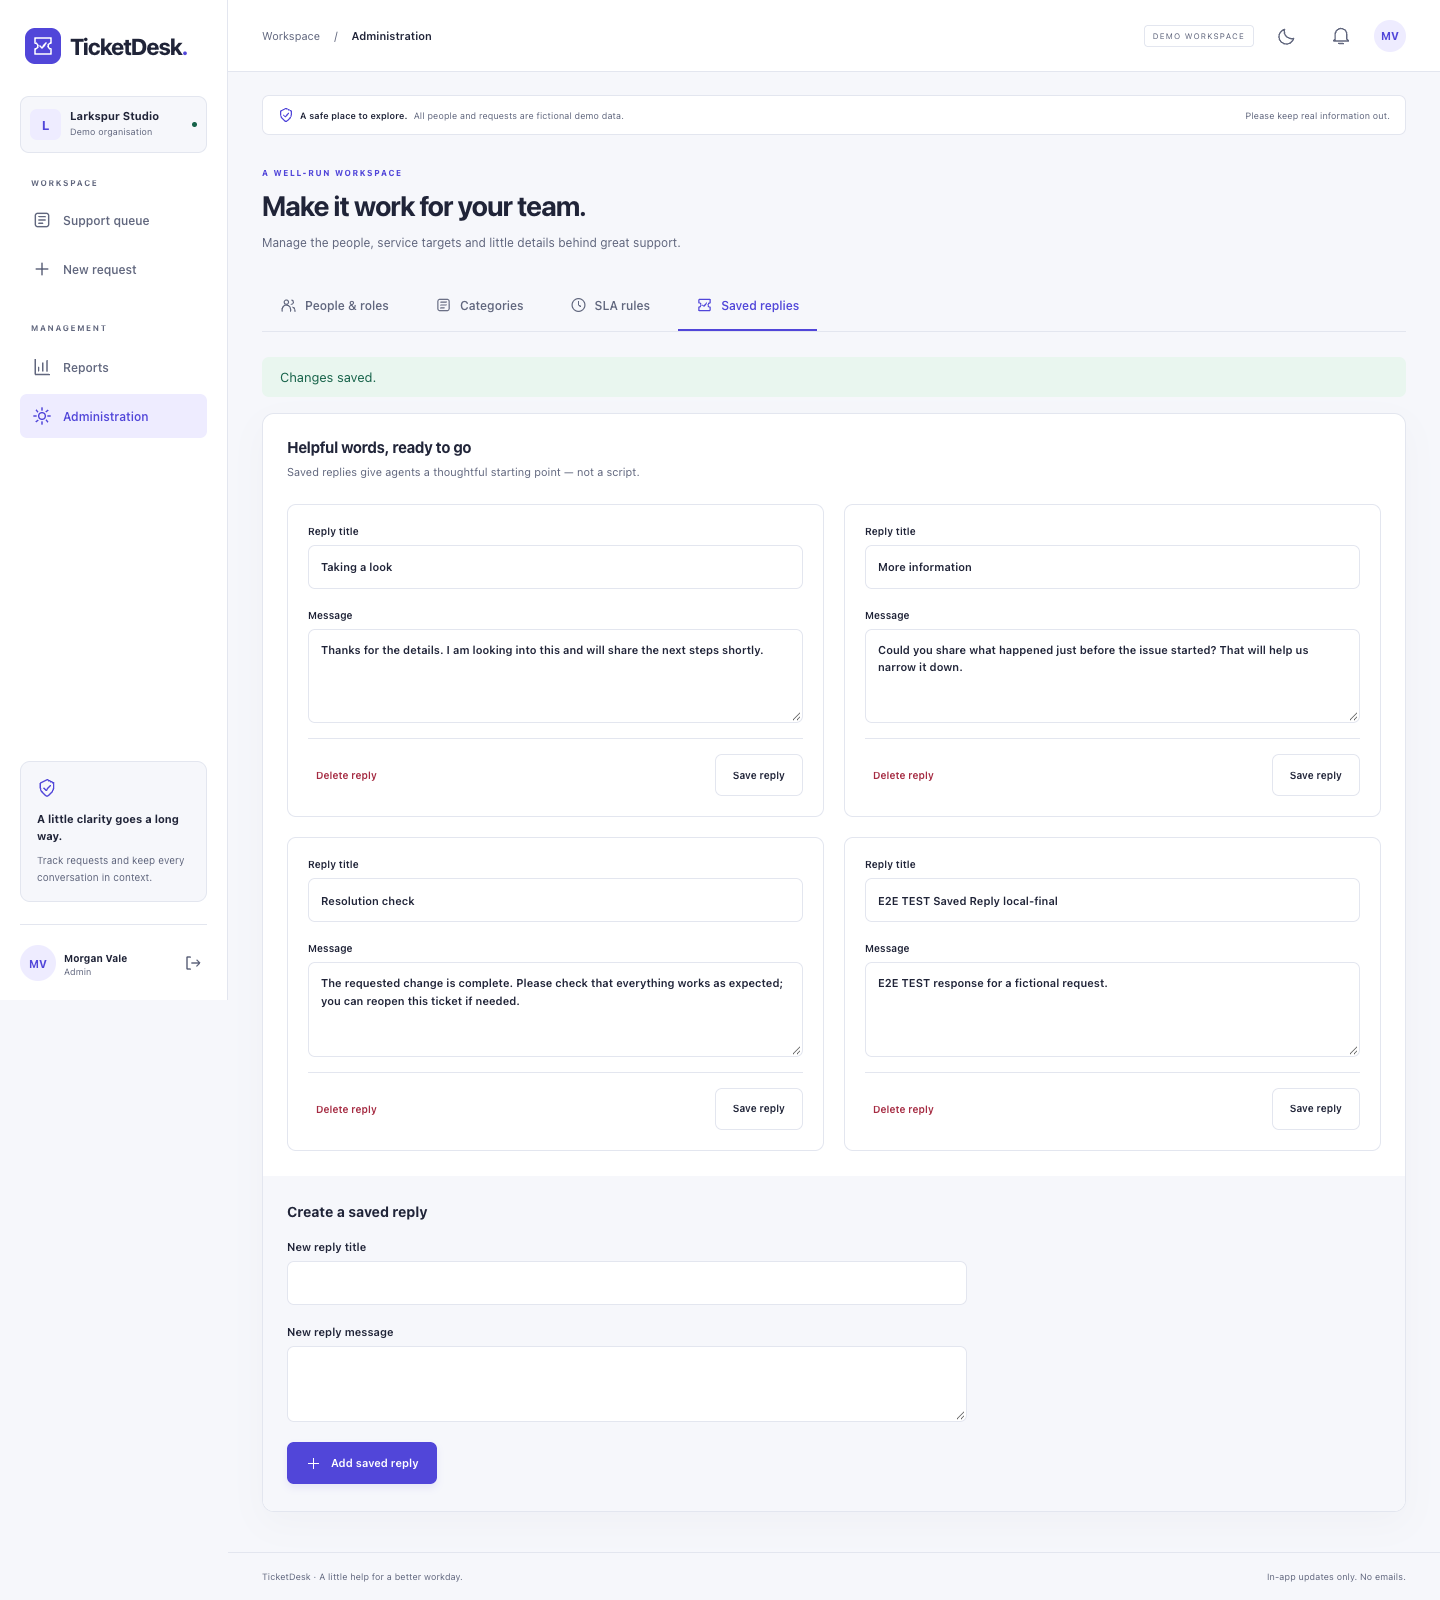 TicketDesk.
L
Larkspur Studio
Demo organisation
WORKSPACE
Support queue
New request
MANAGEMENT
Reports
Administration
A little clarity goes a long
way.
Track requests and keep every
conversation in context.
MV
Morgan Vale
Admin
Workspace / Administration
DEMO WORKSPACE
MV
A safe place to explore. All people and requests are fictional demo data.
Please keep real information out.
A WELL-RUN WORKSPACE
Make it work for your team.
Manage the people, service targets and little details behind great support.
People & roles
Categories
SLA rules
Saved replies
Changes saved.
Helpful words, ready to go
Saved replies give agents a thoughtful starting point — not a script.
Reply title
Taking a look
Message
Thanks for the details. I am looking into this and will share the next steps shortly.
Delete reply
Save reply
Reply title
More information
Message
Could you share what happened just before the issue started? That will help us
narrow it down.
Delete reply
Save reply
Reply title
Resolution check
Message
The requested change is complete. Please check that everything works as expected;
you can reopen this ticket if needed.
Delete reply
Save reply
Reply title
E2E TEST Saved Reply local-final
Message
E2E TEST response for a fictional request.
Delete reply
Save reply
Create a saved reply
New reply title
New reply message
Add saved reply
TicketDesk · A little help for a better workday.
In-app updates only. No emails.